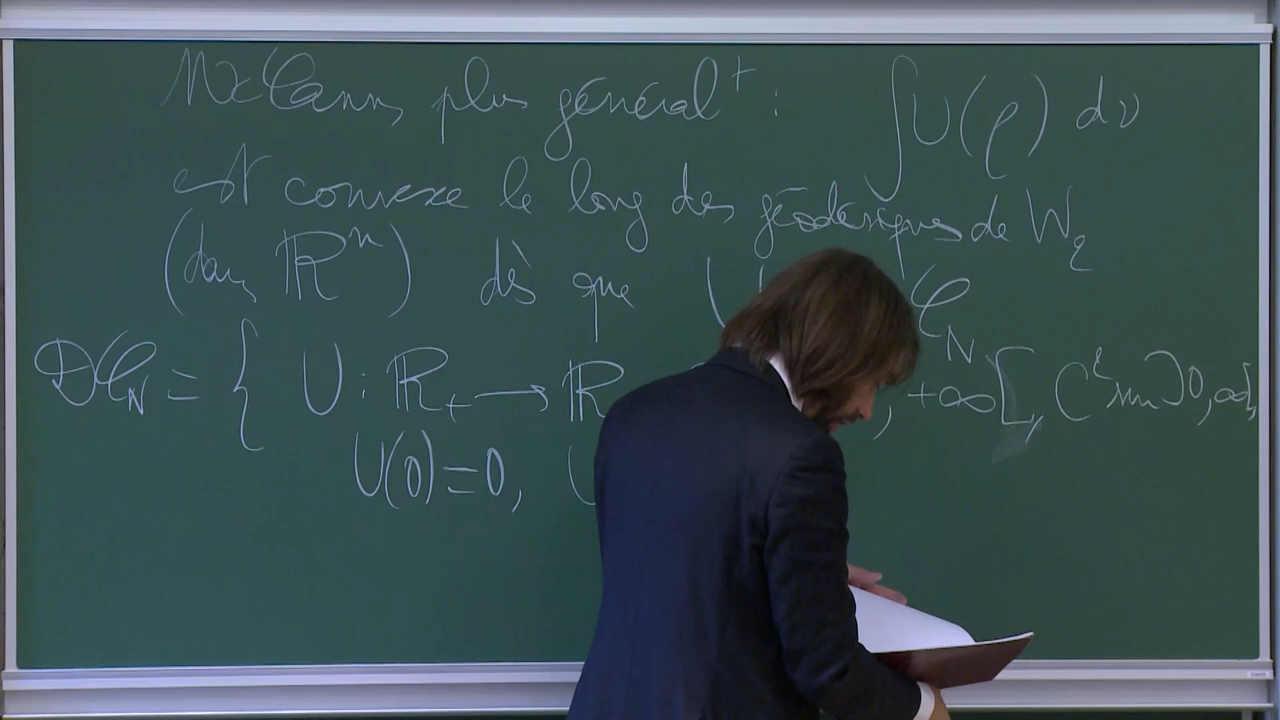 McCann, plus général^t : ∫U(ρ) dν
est convexe le long des géodésiques de W₂
(dans ℝⁿ) dès que U
DC_N = { U : ℝ₊ → ℝ , +∞[, C² sur ]0,∞[,
U(0)=0, U